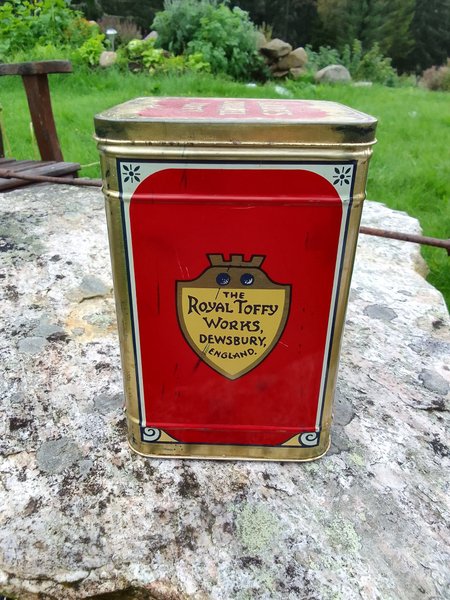 THE
ROYAL TOFFY
WORKS,
DEWSBURY,
ENGLAND.